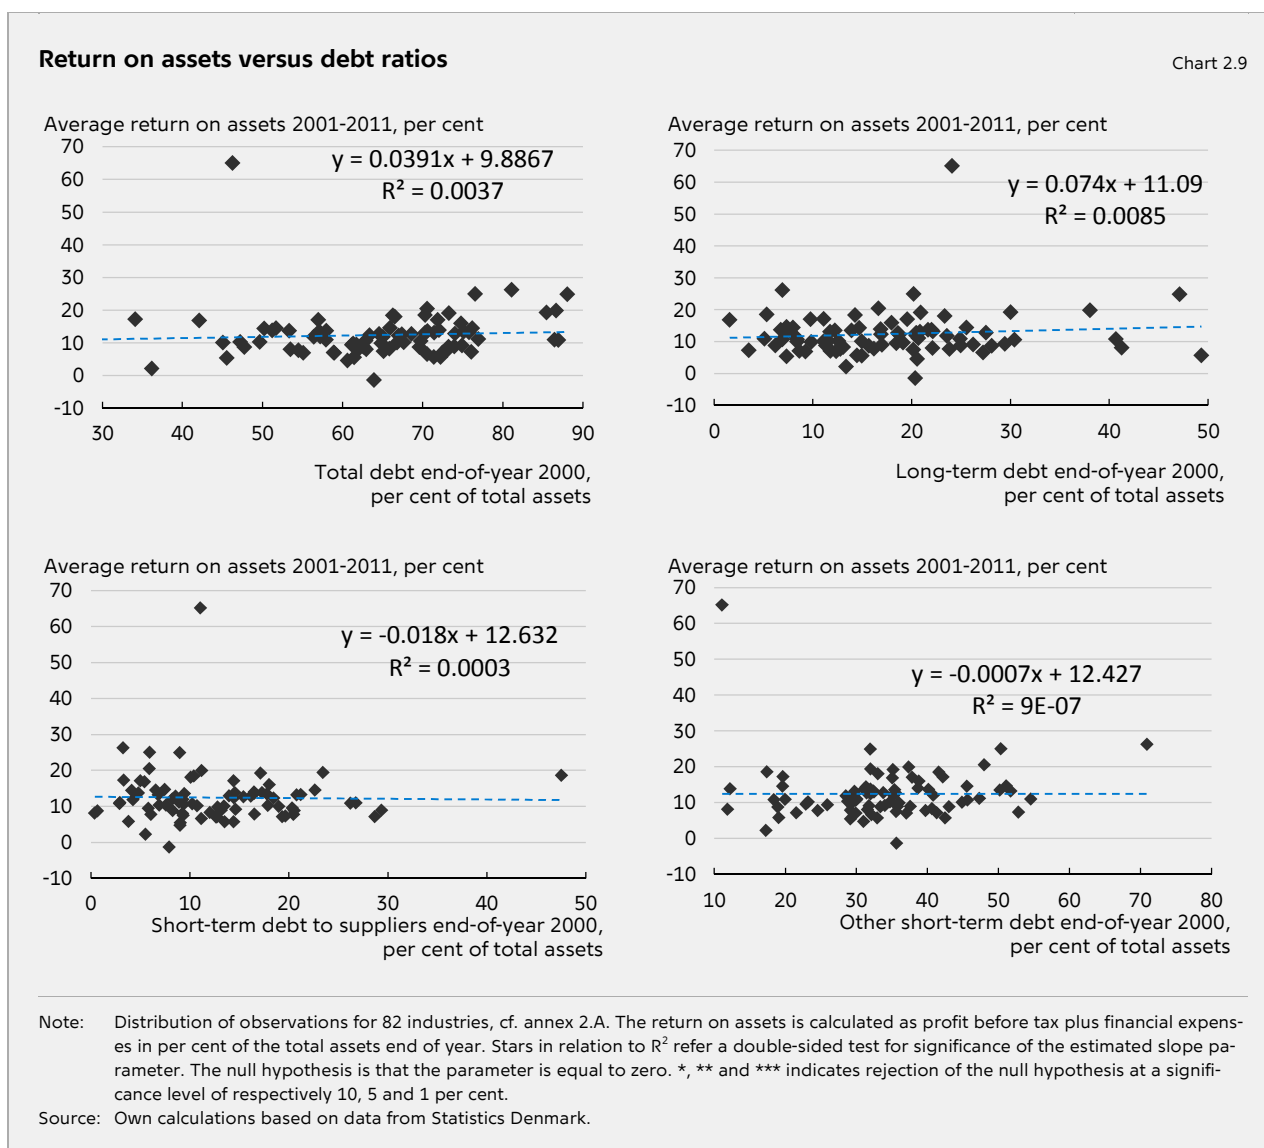 Return on assets versus debt ratios
Chart 2.9
Average return on assets 2001-2011, per cent
70
60
50
40
30
20
10
0
-10
y = 0.0391x + 9.8867
R² = 0.0037
30 40 50 60 70 80 90
Total debt end-of-year 2000,
per cent of total assets
Average return on assets 2001-2011, per cent
70
60
50
40
30
20
10
0
-10
y = 0.074x + 11.09
R² = 0.0085
0 10 20 30 40 50
Long-term debt end-of-year 2000,
per cent of total assets
Average return on assets 2001-2011, per cent
70
60
50
40
30
20
10
0
-10
y = -0.018x + 12.632
R² = 0.0003
0 10 20 30 40 50
Short-term debt to suppliers end-of-year 2000,
per cent of total assets
Average return on assets 2001-2011, per cent
70
60
50
40
30
20
10
0
-10
y = -0.0007x + 12.427
R² = 9E-07
10 20 30 40 50 60 70 80
Other short-term debt end-of-year 2000,
per cent of total assets
Note: Distribution of observations for 82 industries, cf. annex 2.A. The return on assets is calculated as profit before tax plus financial expens-
es in per cent of the total assets end of year. Stars in relation to R² refer a double-sided test for significance of the estimated slope pa-
rameter. The null hypothesis is that the parameter is equal to zero. *, ** and *** indicates rejection of the null hypothesis at a signifi-
cance level of respectively 10, 5 and 1 per cent.
Source: Own calculations based on data from Statistics Denmark.